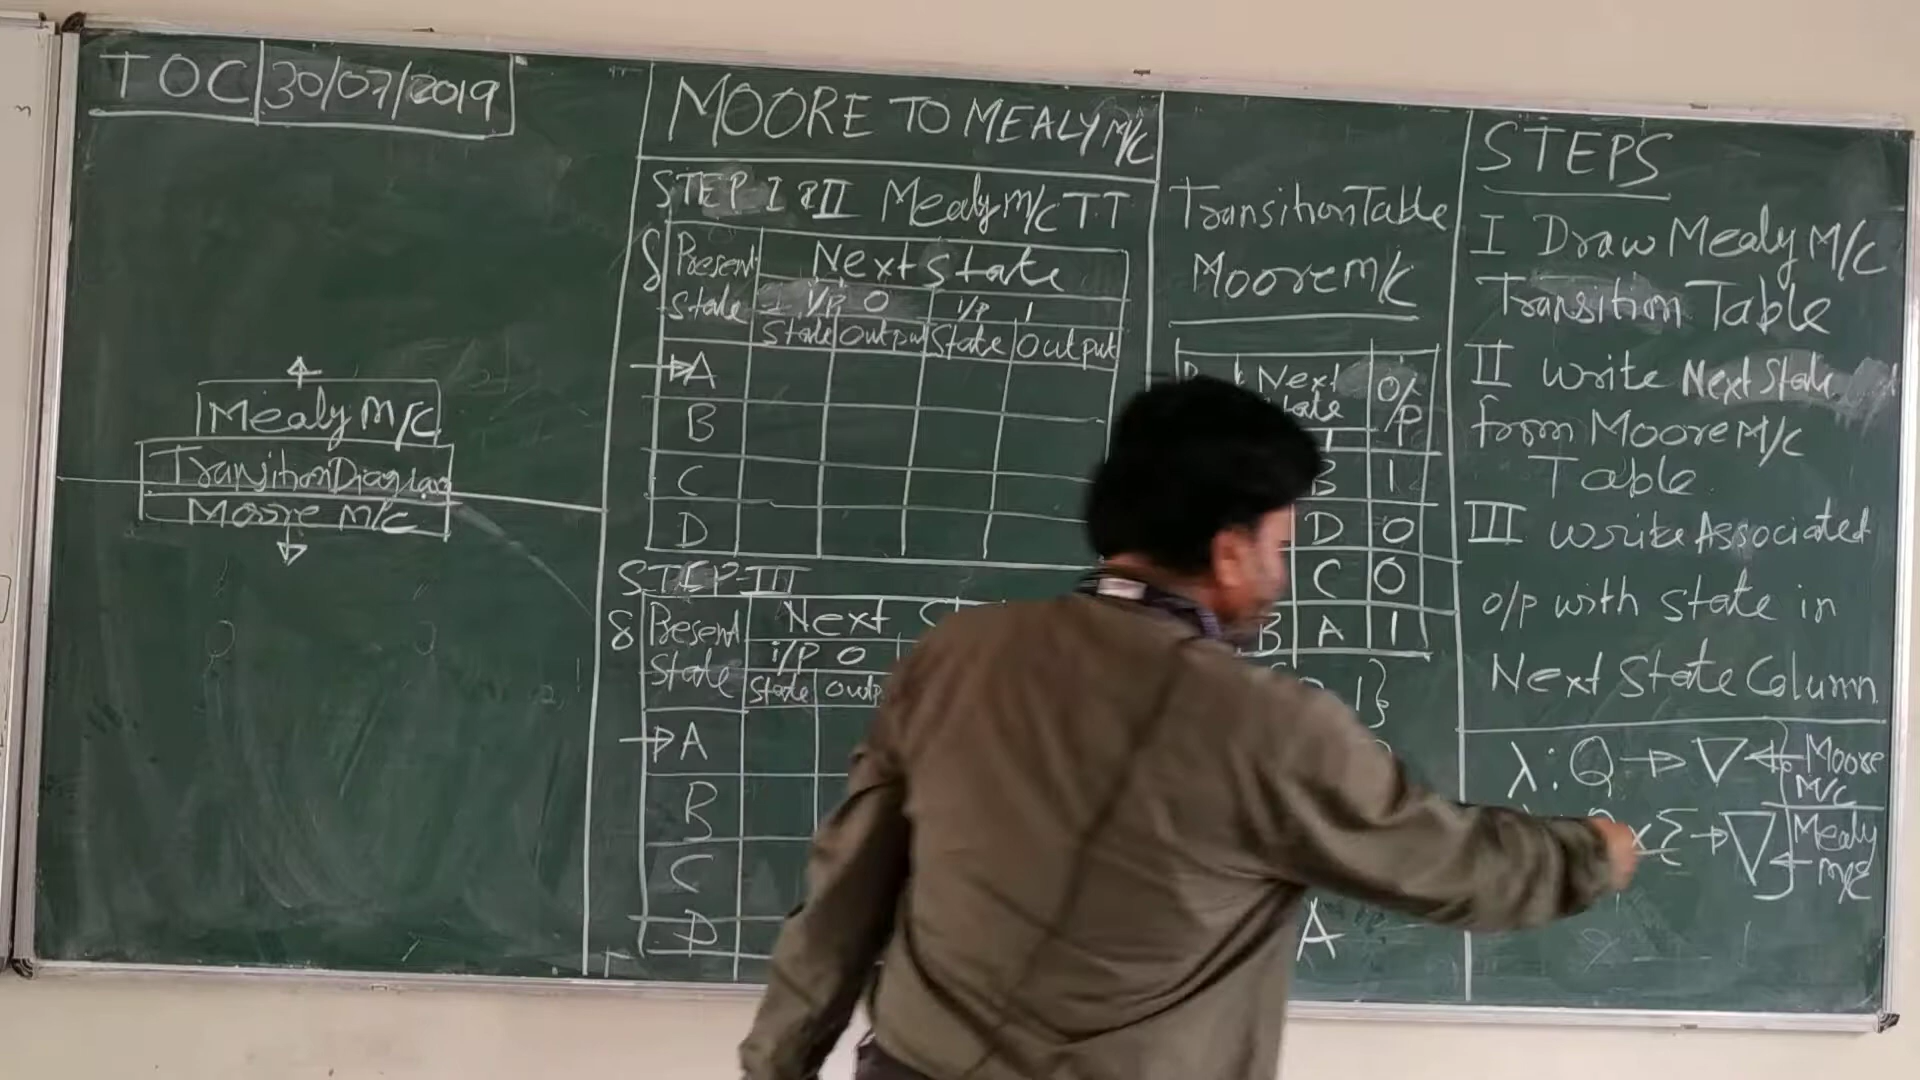 TOC 30/07/2019
Mealy M/C
Transition Diagram
Moore M/C
MOORE TO MEALY M/C
STEP I & II Mealy M/C TT
δ Present State Next State
i/p 0 i/p 1
State Output State Output
A
B
C
D
STEP-III
δ Present State Next
i/p 0
State
A
B
C
D
Transition Table
Moore M/C
Next O/P
B 1
D 0
C 0
B A 1
1}
A
STEPS
I Draw Mealy M/C
Transition Table
II Write Next State
from Moore M/C
Table
III Write Associated
o/p with State in
Next State Column
λ: Q → ∇ Moore M/C
x Σ → ∇ Mealy M/C